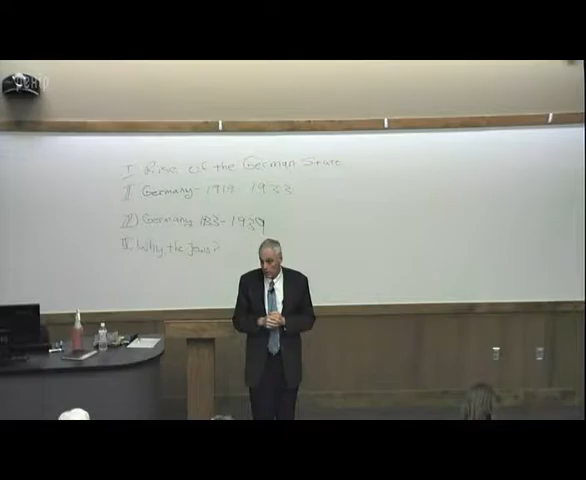 I Rise of the German State
II Germany - 1919 - 1933
III Germany 1933 - 1939
IV Why the Jews?